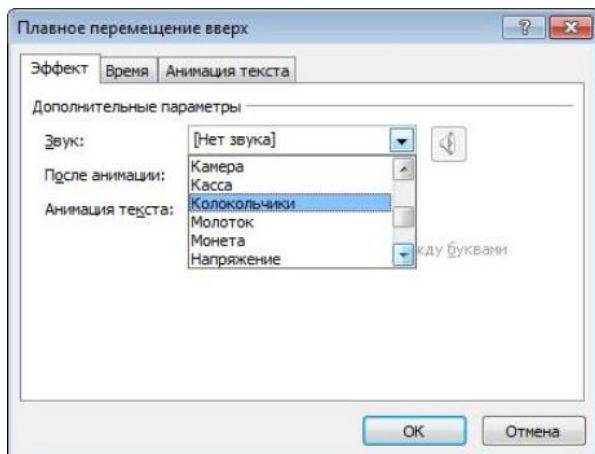 Плавное перемещение вверх
Эффект Время Анимация текста
Дополнительные параметры
Звук: [Нет звука]
Камера
После анимации:
Касса
Колокольчики
Анимация текста:
Молоток
Монета
Напряжение
буквами
OK Отмена